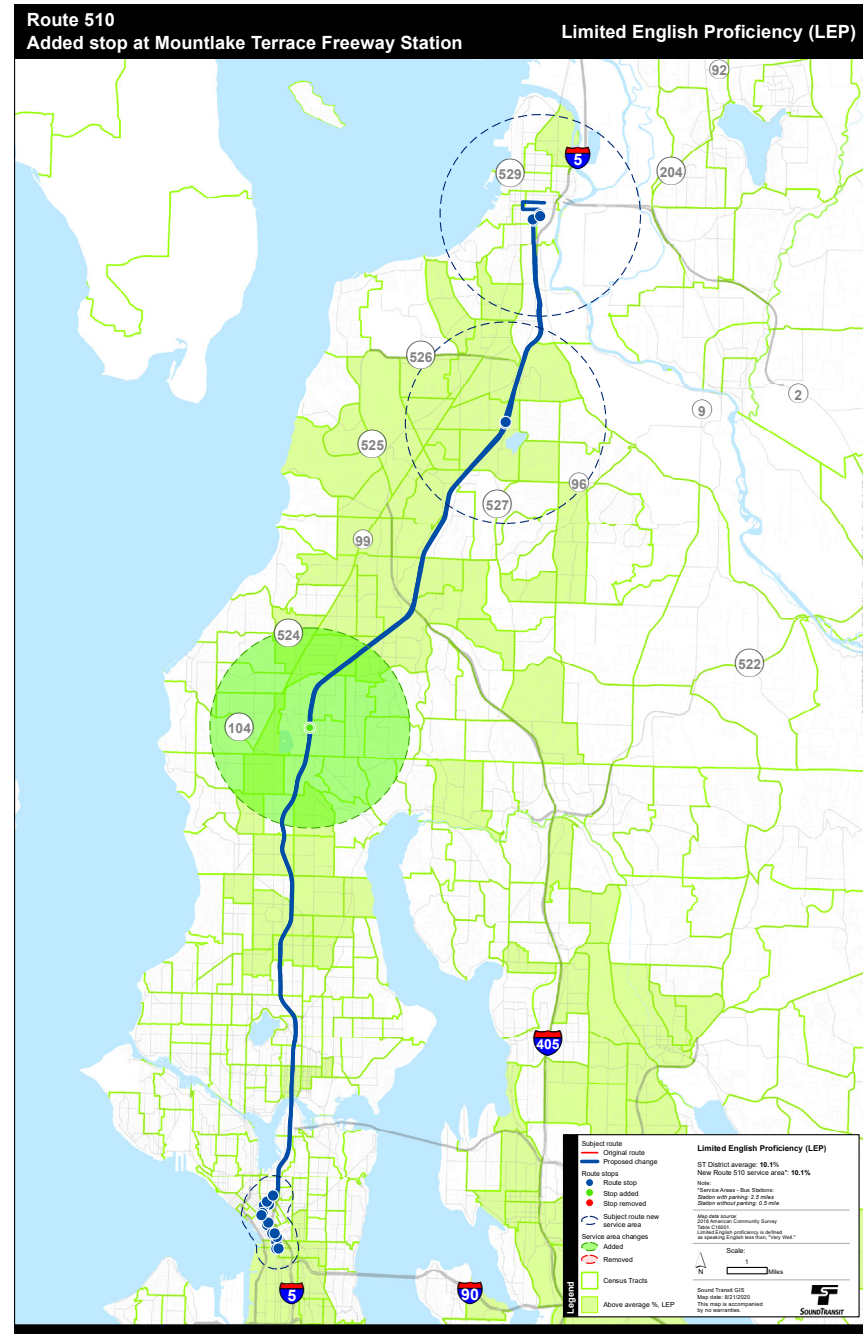 Route 510
Added stop at Mountlake Terrace Freeway Station
Limited English Proficiency (LEP)
92
5
529
204
526
2
9
525
96
527
99
524
522
104
405
5
90
Legend
Subject route
Original route
Proposed change
Route stops
Route stop
Stop added
Stop removed
Subject route new
service area
Service area changes
Added
Removed
Census Tracts
Above average %, LEP
Limited English Proficiency (LEP)
ST District average: 10.1%
New Route 510 service area*: 10.1%
Note:
*Service Areas - Bus Stations:
Station with parking: 2.5 miles
Station without parking: 0.5 mile
Map data source:
2018 American Community Survey
Table C16001.
Limited English proficiency is defined
as speaking English less than, "Very Well."
N
Scale:
1
Miles
Sound Transit GIS
Map date: 8/21/2020
This map is accompanied
by no warranties.
SOUNDTRANSIT